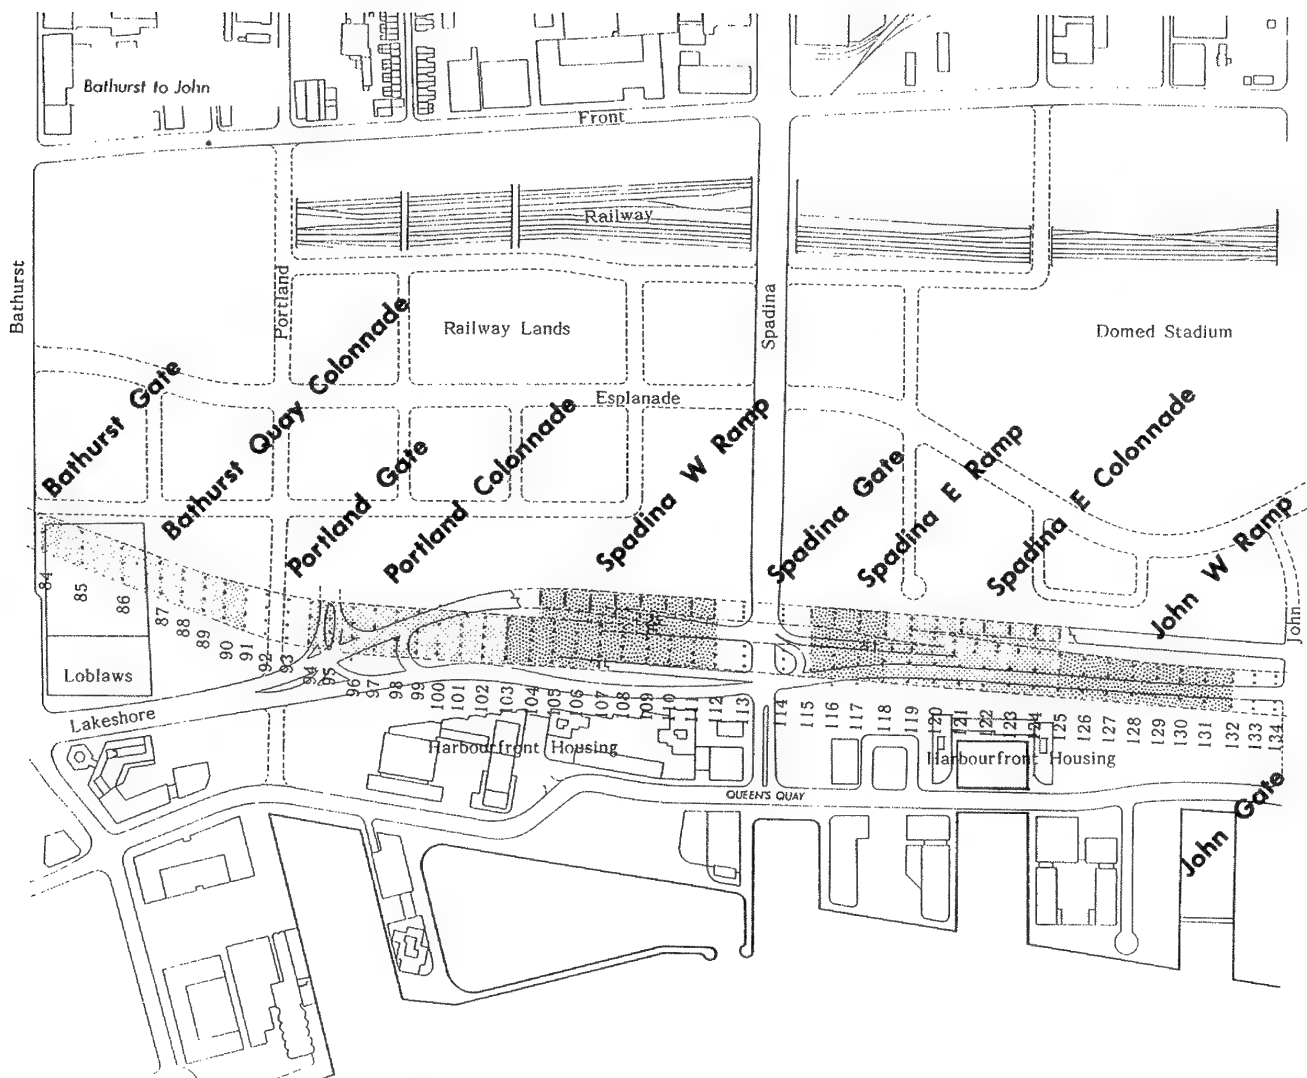 Bathurst to John
Front
Railway
Bathurst
Portland
Spadina
Railway Lands
Domed Stadium
Esplanade
Bathurst Gate
Bathurst Quay Colonnade
Portland Gate
Portland Colonnade
Spadina W Ramp
Spadina Gate
Spadina E Ramp
Spadina E Colonnade
John W Ramp
John
84
85
86
87
88
89
90
91
92
93
94
95
96
97
98
99
100
101
102
103
104
105
106
107
108
109
110
111
112
113
114
115
116
117
118
119
120
121
122
123
124
125
126
127
128
129
130
131
132
133
134
Loblaws
Lakeshore
Harbourfront Housing
Harbourfront Housing
QUEEN'S QUAY
John Gate